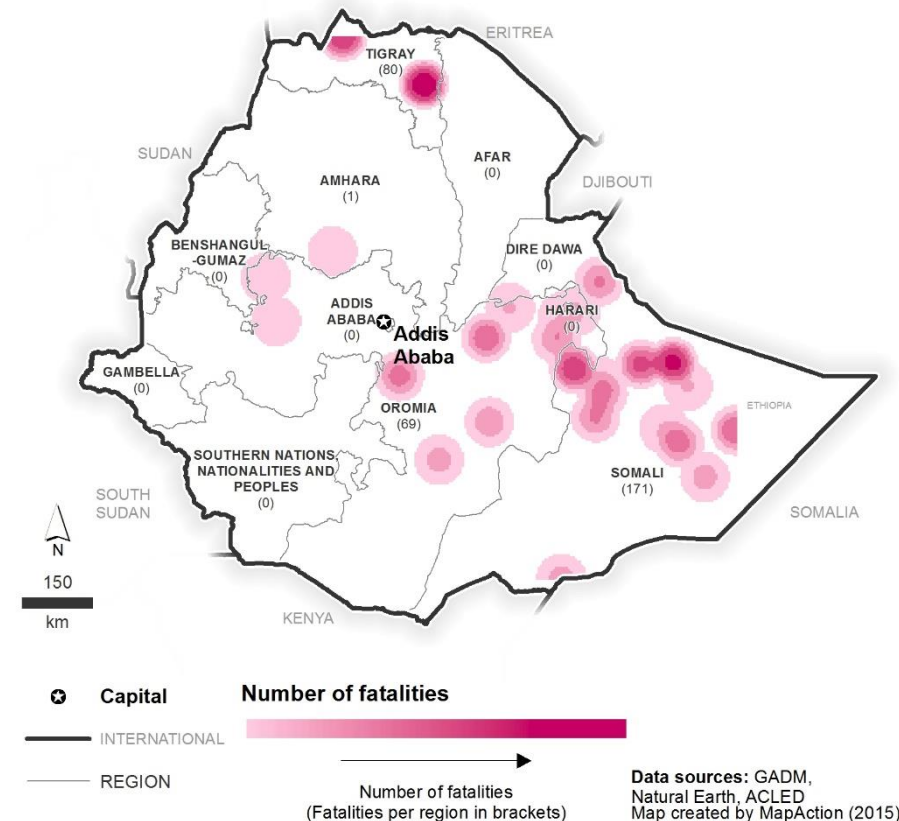 ERITREA
TIGRAY
(80)
SUDAN
AFAR
(0)
AMHARA
(1)
DJIBOUTI
BENSHANGUL
-GUMAZ
(0)
DIRE DAWA
(0)
ADDIS
ABABA
(0)
Addis
Ababa
HARARI
(0)
GAMBELLA
(0)
OROMIA
(69)
ETHIOPIA
SOUTHERN NATIONS,
NATIONALITIES AND
PEOPLES
(0)
SOMALI
(171)
SOUTH
SUDAN
SOMALIA
N
150
km
KENYA
Capital
INTERNATIONAL
REGION
Number of fatalities
Number of fatalities
(Fatalities per region in brackets)
Data sources: GADM,
Natural Earth, ACLED
Map created by MapAction (2015)